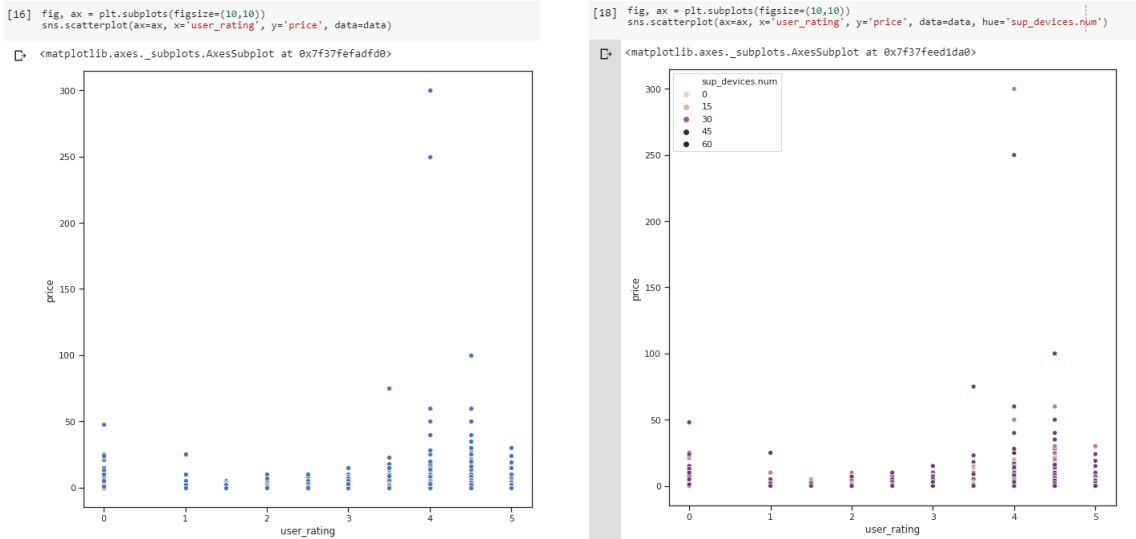 [16] fig, ax = plt.subplots(figsize=(10,10))
sns.scatterplot(ax=ax, x='user_rating', y='price', data=data)
<matplotlib.axes._subplots.AxesSubplot at 0x7f37fefadfd0>
300
250
200
150
100
50
0
price
0 1 2 3 4 5
user_rating
[18] fig, ax = plt.subplots(figsize=(10,10))
sns.scatterplot(ax=ax, x='user_rating', y='price', data=data, hue='sup_devices.num')
<matplotlib.axes._subplots.AxesSubplot at 0x7f37feed1da0>
sup_devices.num
0
15
30
45
60
300
250
200
150
100
50
0
price
0 1 2 3 4 5
user_rating